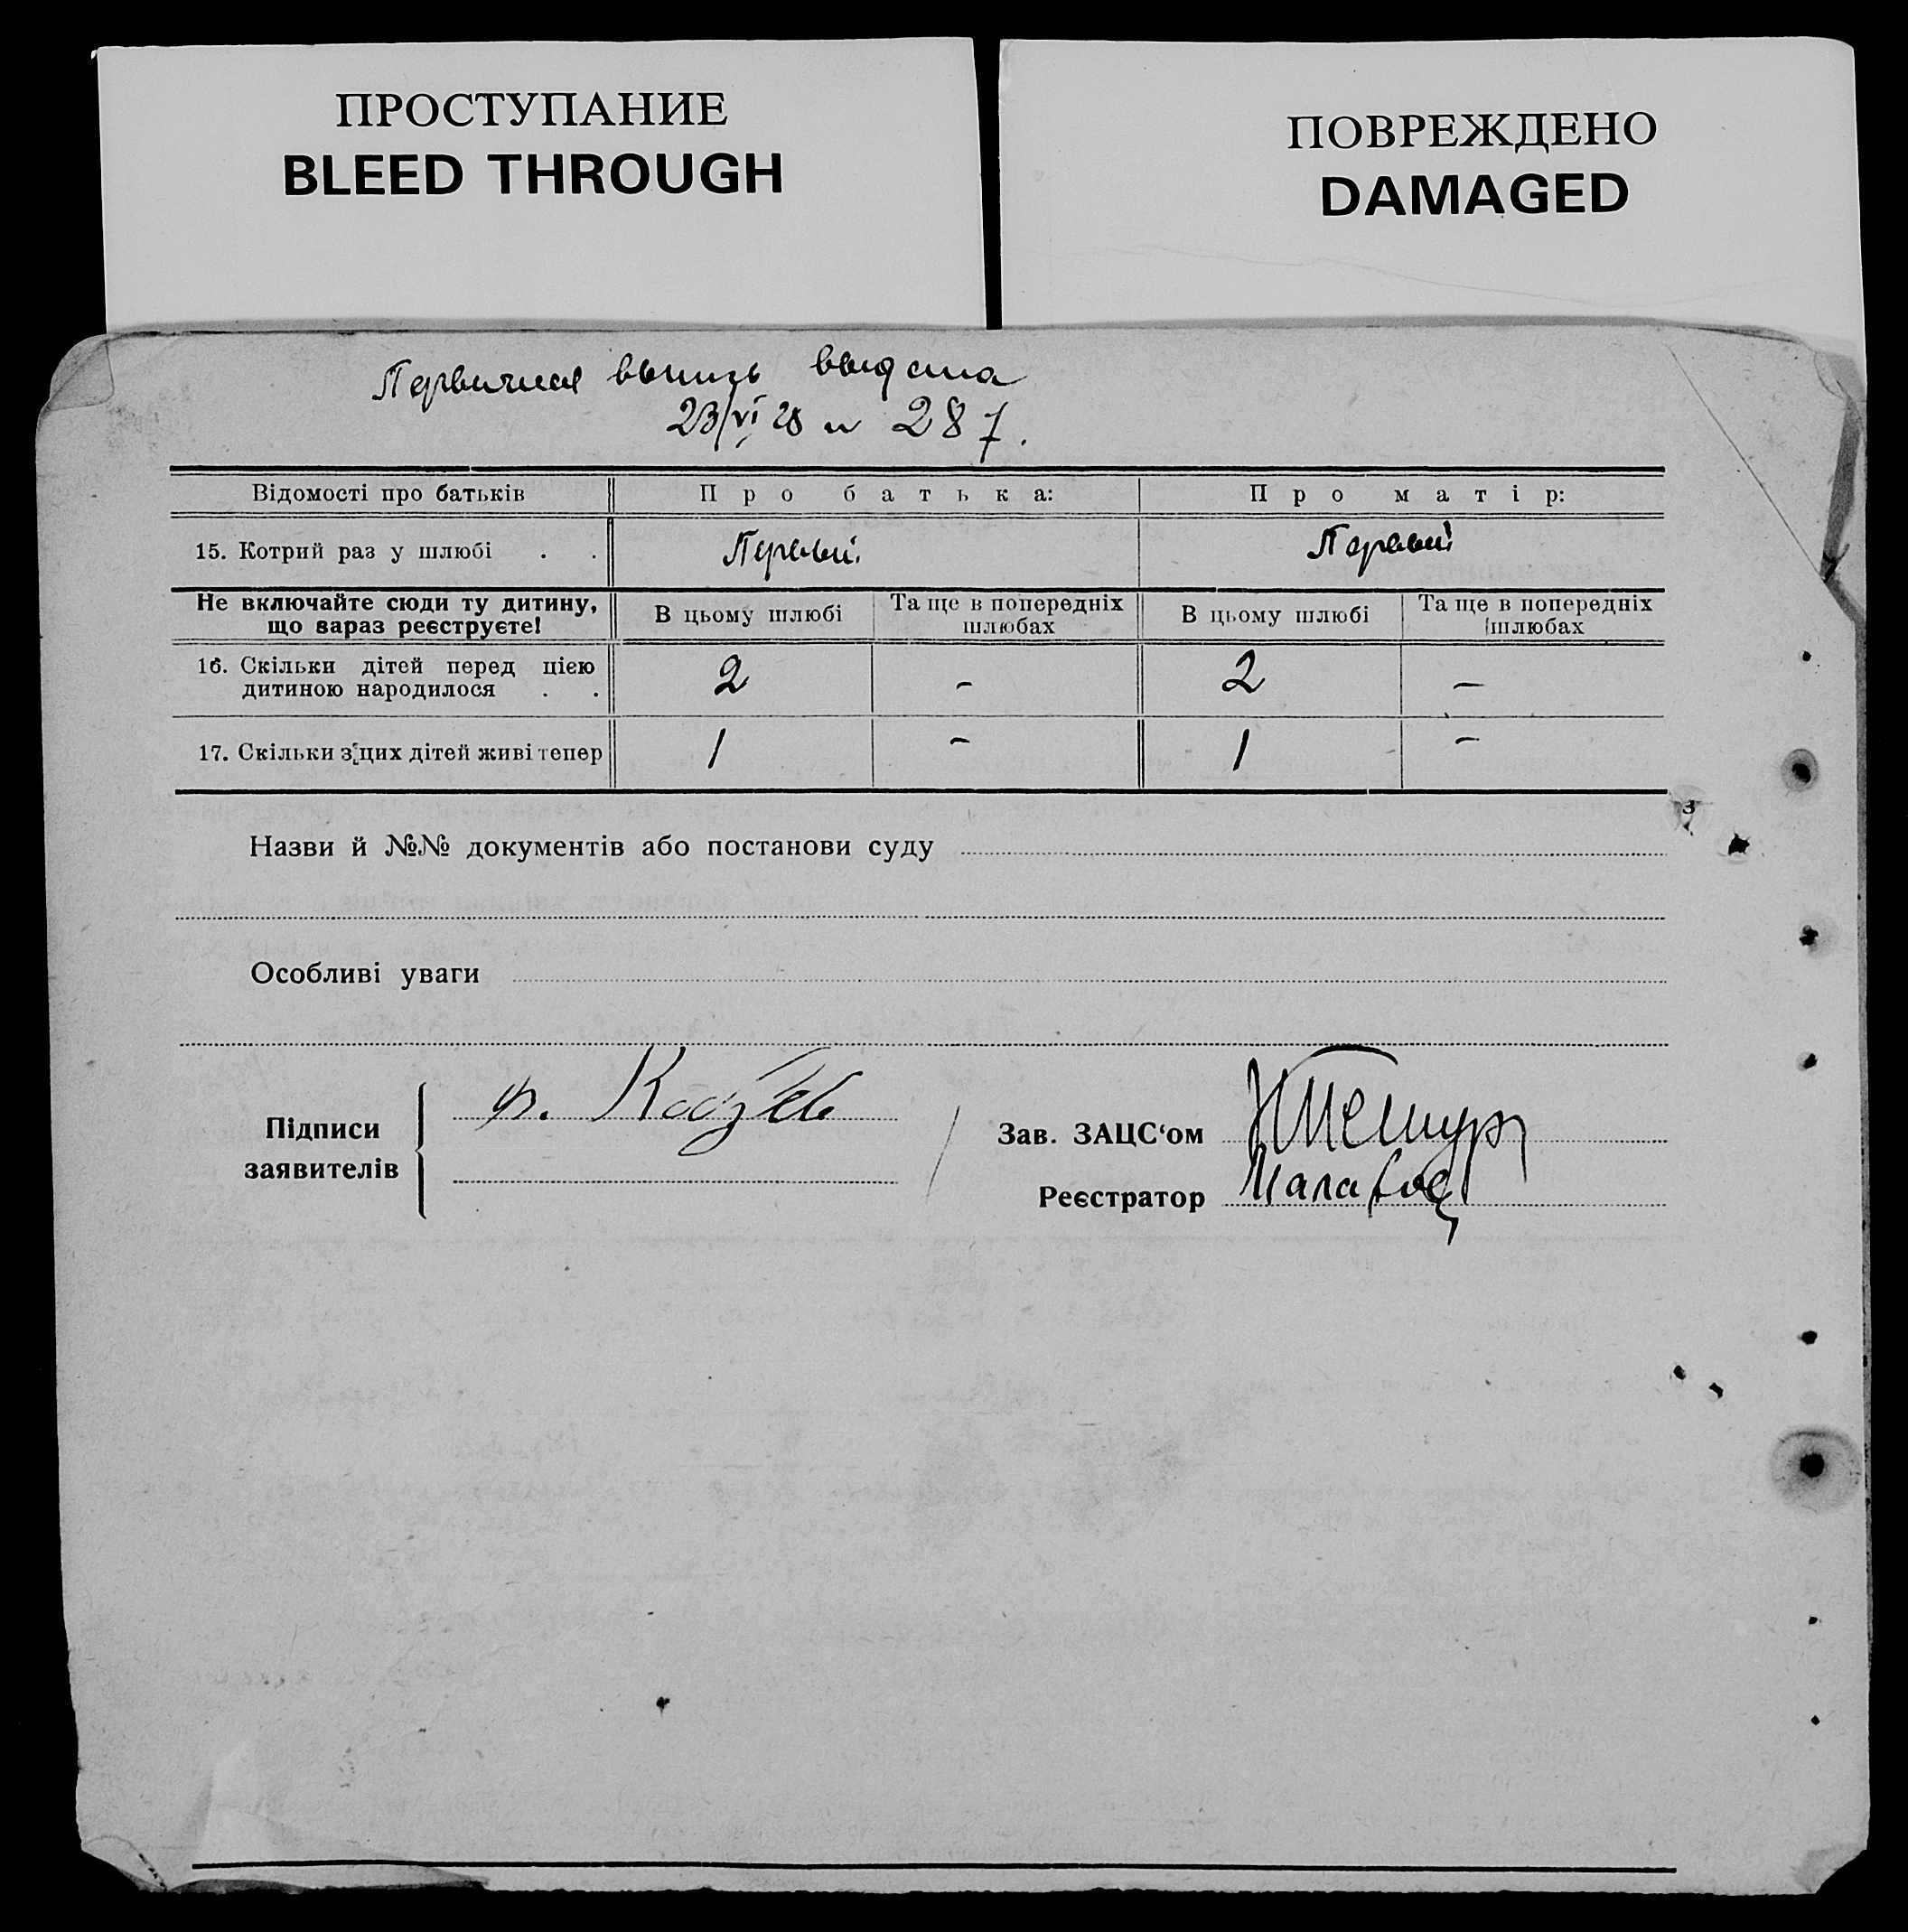 ПРОСТУПАНИЕ
BLEED THROUGH
ПОВРЕЖДЕНО
DAMAGED
Первичная выпись выдана
23/VI 28 N 287.
Відомості про батьків Про батька: Про матір:
15. Котрий раз у шлюбі . . Первый Первый
Не включайте сюди ту дитину, що зараз реєструєте! В цьому шлюбі Та ще в попередніх шлюбах В цьому шлюбі Та ще в попередніх шлюбах
16. Скільки дітей перед цією
дитиною народилося . . 2 – 2 –
17. Скільки з цих дітей живі тепер 1 – 1 –
Назви й №№ документів або постанови суду
Особливі уваги
Підписи
заявителів
Зав. ЗАЦС‘ом
Реєстратор